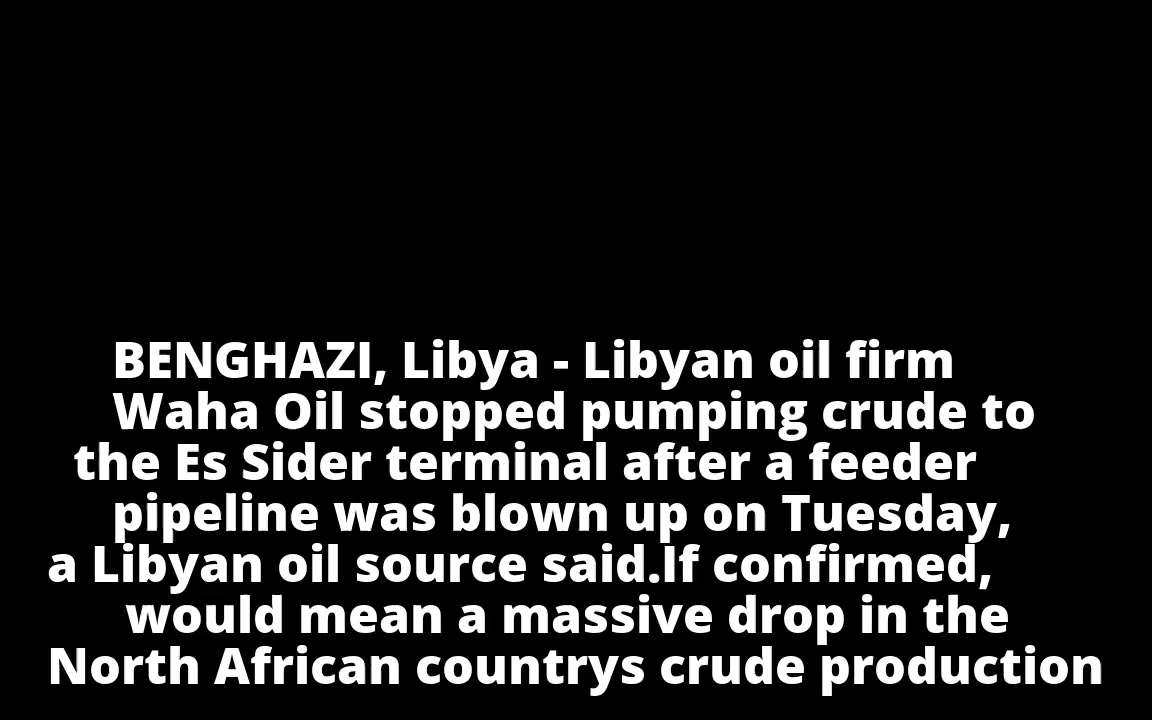 BENGHAZI, Libya - Libyan oil firm
Waha Oil stopped pumping crude to
the Es Sider terminal after a feeder
pipeline was blown up on Tuesday,
a Libyan oil source said.If confirmed,
would mean a massive drop in the
North African countrys crude production